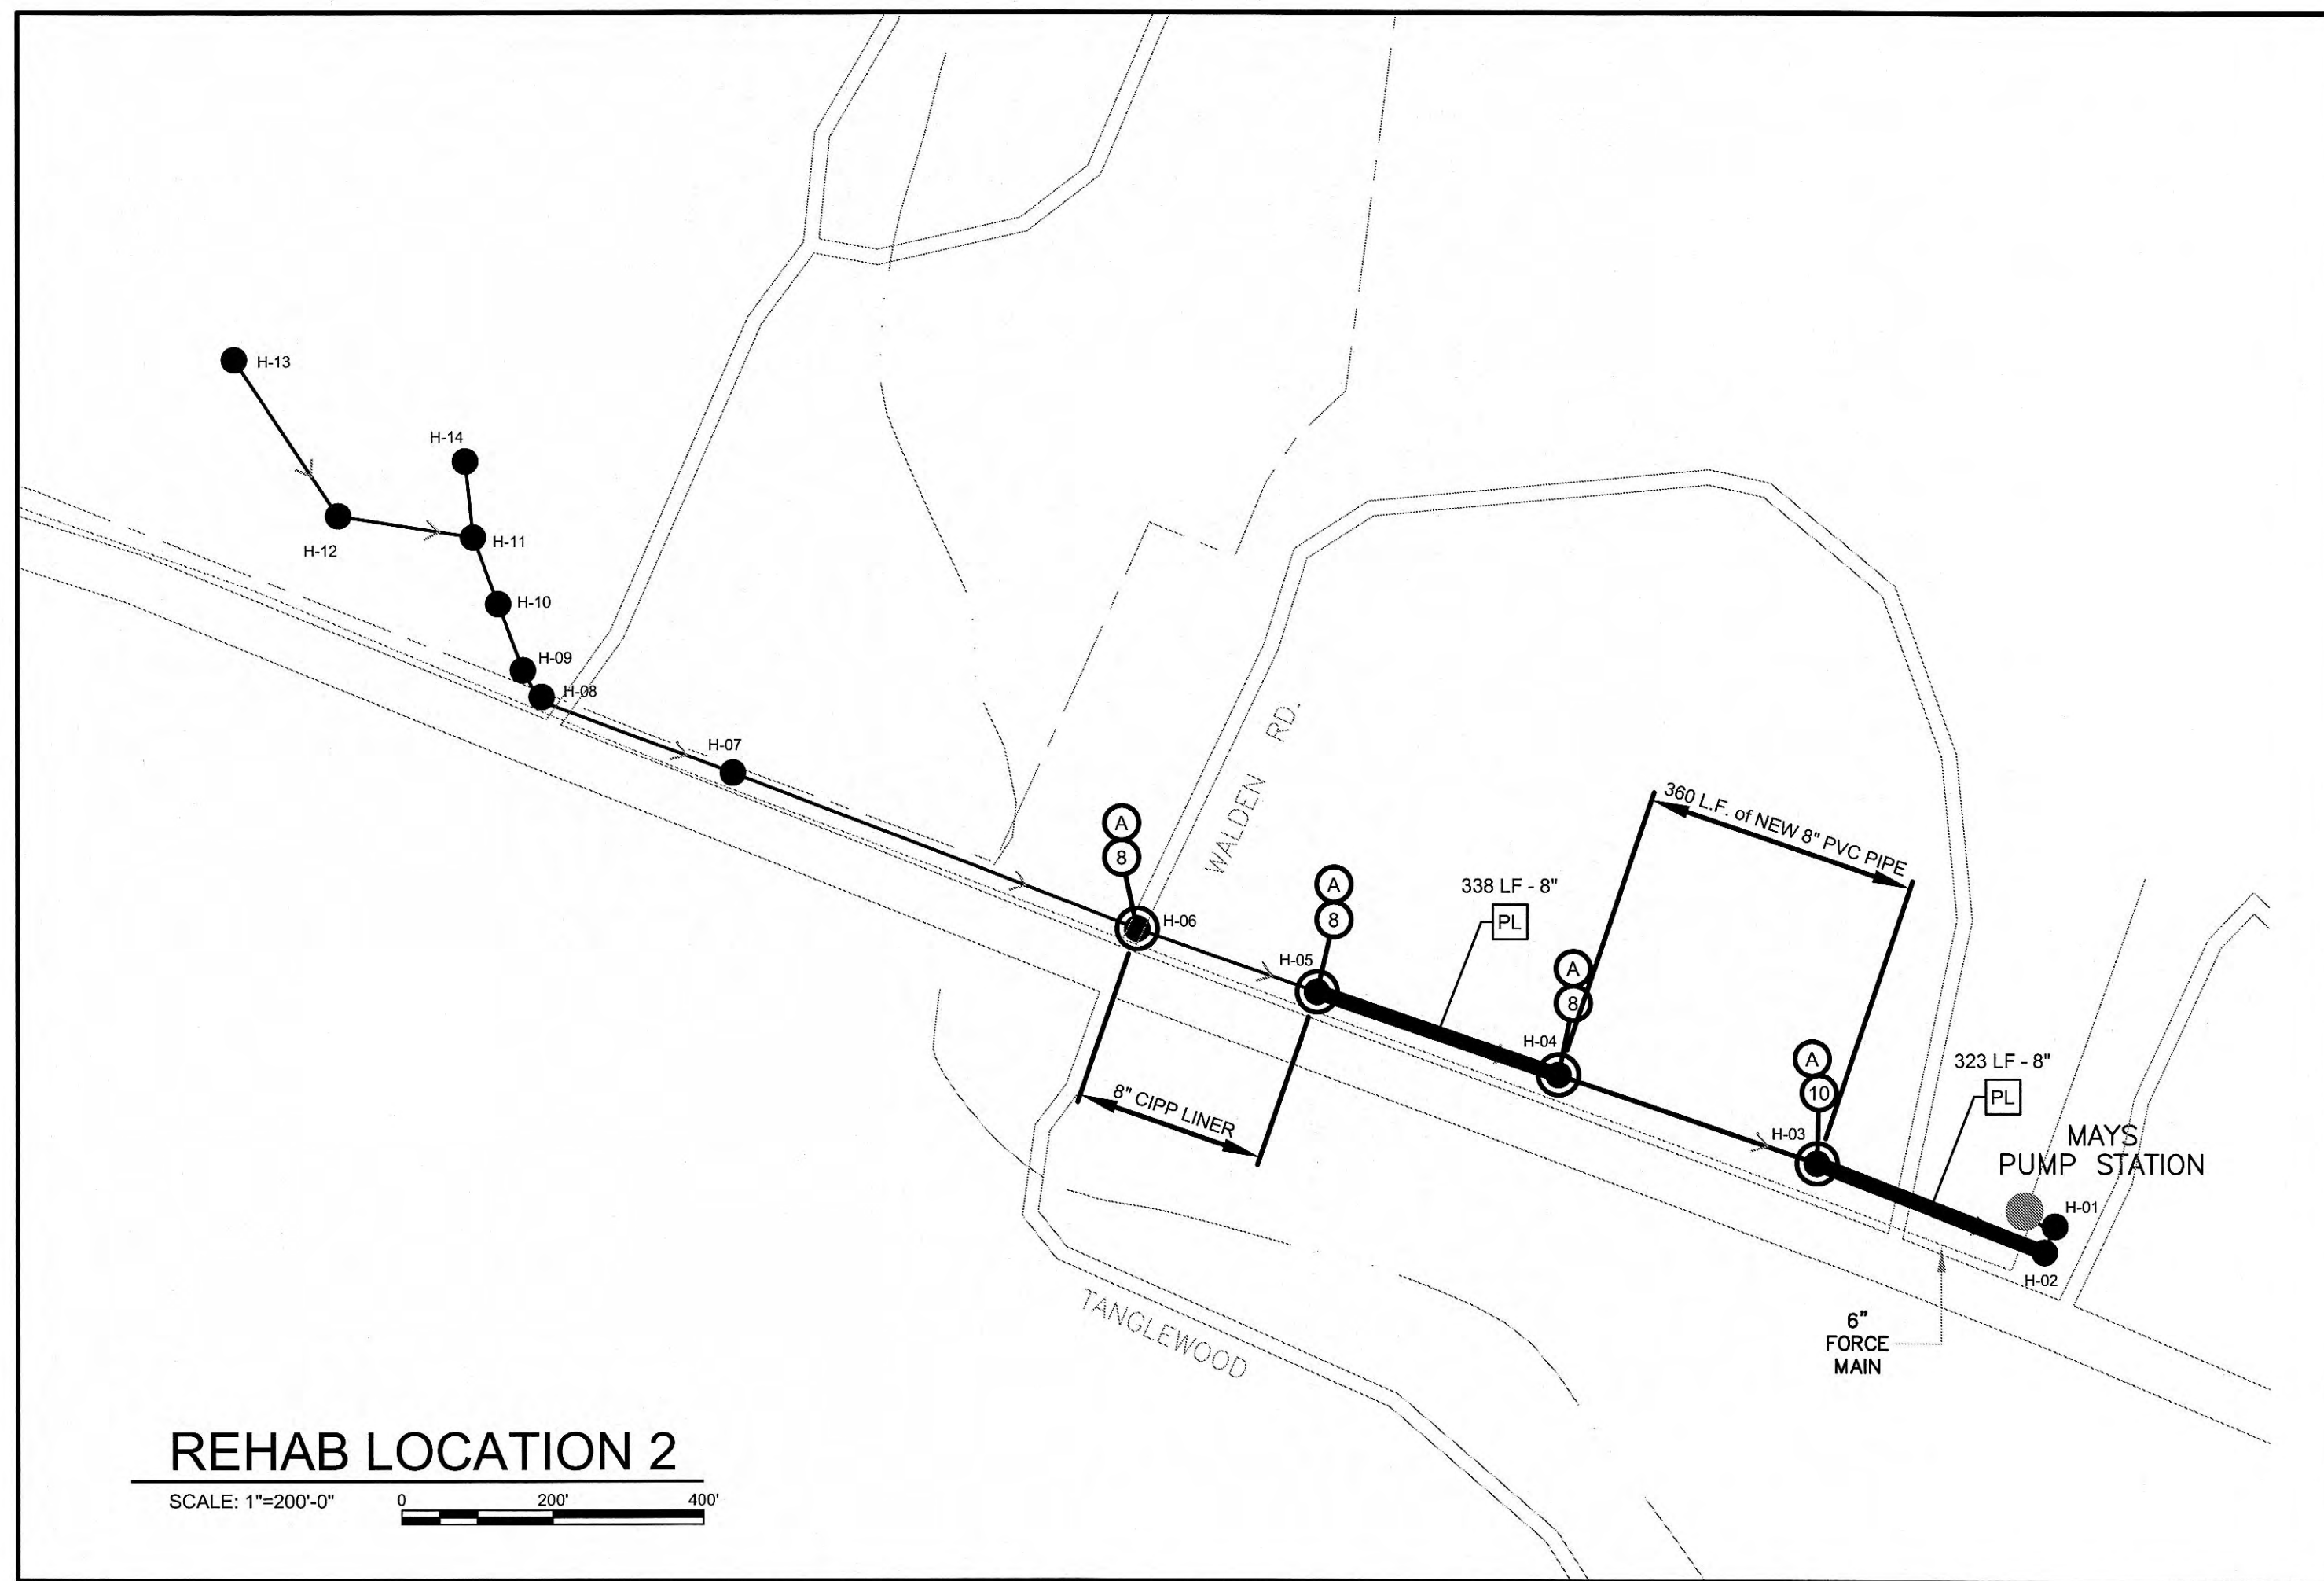 H-13
H-14
H-12
H-11
H-10
H-09
H-08
H-07
WALDEN RD.
A
8
H-06
A
8
H-05
338 LF - 8"
PL
360 L.F. of NEW 8" PVC PIPE
A
8
H-04
8" CIPP LINER
A
10
H-03
323 LF - 8"
PL
MAYS
PUMP STATION
H-01
H-02
6"
FORCE
MAIN
TANGLEWOOD
REHAB LOCATION 2
SCALE: 1"=200'-0"
0 200' 400'